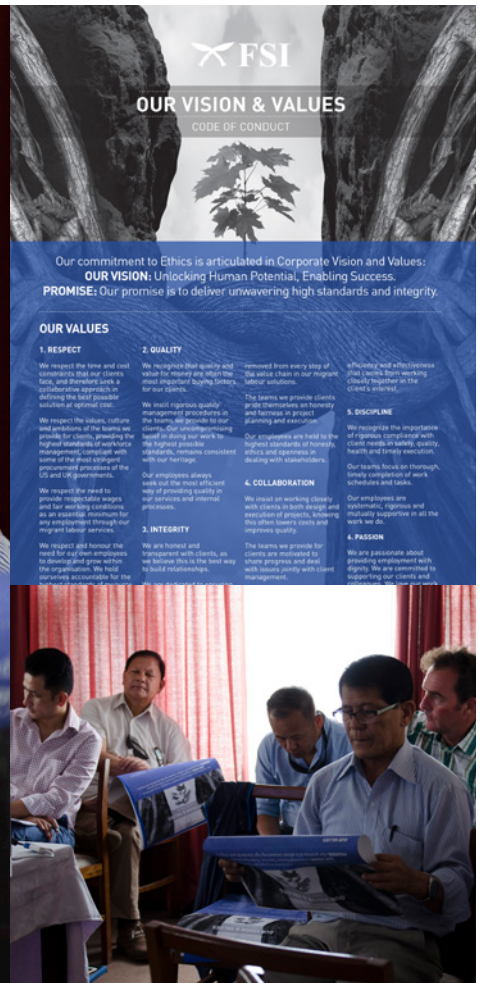 FSI
OUR VISION & VALUES
CODE OF CONDUCT
Our commitment to Ethics is articulated in Corporate Vision and Values:
OUR VISION: Unlocking Human Potential, Enabling Success.
PROMISE: Our promise is to deliver unwavering high standards and integrity.
OUR VALUES
1. RESPECT
We respect the time and cost
constraints that our clients
face, and therefore seek a
collaborative approach in
defining the best possible
solution at optimal cost.
We respect the values, culture
and ambitions of the teams we
provide for clients, providing the
highest standards of workforce
management, compliant with
some of the most stringent
procurement processes of the
US and UK governments.
We respect the need to
provide respectable wages
and fair working conditions
as an essential minimum for
any employment through our
migrant labour services.
We respect and honour the
need for our own employees
to develop and grow within
the organisation. We hold
ourselves accountable for the
2. QUALITY
We recognize that quality and
value for money are often the
most important buying factors
for our clients.
We instil rigorous quality
management procedures in
the teams we provide to our
clients. Our uncompromising
belief in doing our work to
the highest possible
standards, remains consistent
with our heritage.
Our employees always
seek out the most efficient
way of providing quality in
our services and internal
processes.
3. INTEGRITY
We are honest and
transparent with clients, as
we believe this is the best way
to build relationships.
removed from every step of
the value chain in our migrant
labour solutions.
The teams we provide clients
pride themselves on honesty
and fairness in project
planning and execution.
Our employees are held to the
highest standards of honesty,
ethics and openness in
dealing with stakeholders.
4. COLLABORATION
We insist on working closely
with clients in both design and
execution of projects, knowing
this often lowers costs and
improves quality.
The teams we provide for
clients are motivated to
share progress and deal
with issues jointly with client
management.
efficiency and effectiveness
that comes from working
closely together in the
client's interest.
5. DISCIPLINE
We recognize the importance
of rigorous compliance with
client needs in safety, quality,
health and timely execution.
Our teams focus on thorough,
timely completion of work
schedules and tasks.
Our employees are
systematic, rigorous and
mutually supportive in all the
work we do.
6. PASSION
We are passionate about
providing employment with
dignity. We are committed to
supporting our clients and